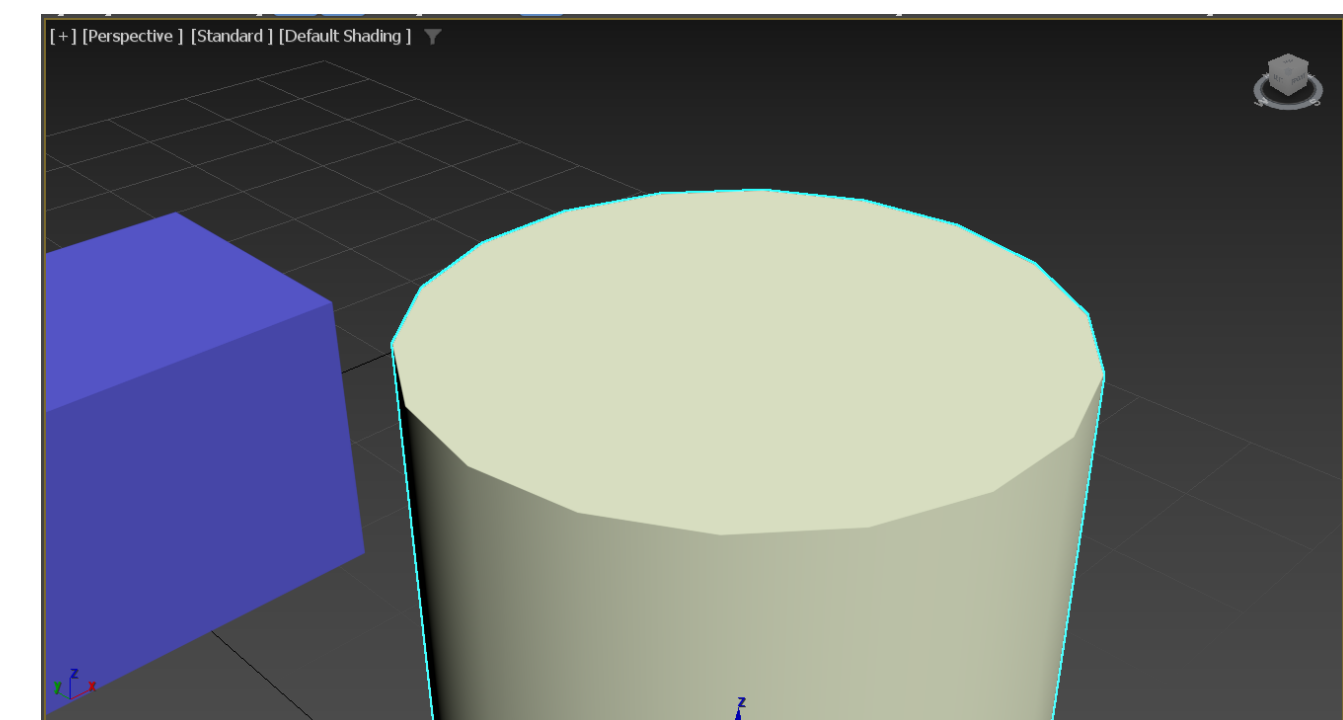 [+] [Perspective ] [Standard ] [Default Shading ]
W
S
z
y
x
z